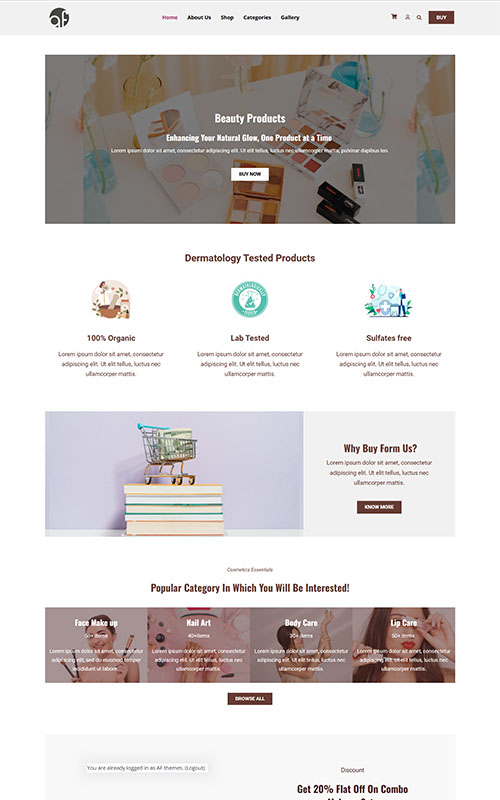 af
Home About Us Shop Categories Gallery BUY
Beauty Products
Enhancing Your Natural Glow, One Product at a Time
Lorem ipsum dolor sit amet, consectetur adipiscing elit. Ut elit tellus, luctus nec ullamcorper mattis, pulvinar dapibus leo.
BUY NOW
Dermatology Tested Products
100% Organic
Lorem ipsum dolor sit amet, consectetur
adipiscing elit. Ut elit tellus, luctus nec
ullamcorper mattis.
Lab Tested
Lorem ipsum dolor sit amet, consectetur
adipiscing elit. Ut elit tellus, luctus nec
ullamcorper mattis.
Sulfates free
Lorem ipsum dolor sit amet, consectetur
adipiscing elit. Ut elit tellus, luctus nec
ullamcorper mattis.
Why Buy Form Us?
Lorem ipsum dolor sit amet, consectetur
adipiscing elit. Ut elit tellus, luctus nec
ullamcorper mattis.
KNOW MORE
Cosmetics Essentials
Popular Category In Which You Will Be Interested!
Face Make up
50+ items
Lorem ipsum dolor sit amet, consectetur
adipiscing elit, sed do eiusmod tempor
incididunt ut labore
Nail Art
40+items
Lorem ipsum dolor sit amet, consectetur
adipiscing elit. Ut elit tellus, luctus nec
ullamcorper mattis.
Body Care
30+ items
Lorem ipsum dolor sit amet, consectetur
adipiscing elit. Ut elit tellus, luctus nec
ullamcorper mattis.
Lip Care
50+ items
Lorem ipsum dolor sit amet, consectetur
adipiscing elit. Ut elit tellus, luctus nec
ullamcorper mattis.
BROWSE ALL
You are already logged in as All themes. (Logout)
Discount
Get 20% Flat Off On Combo